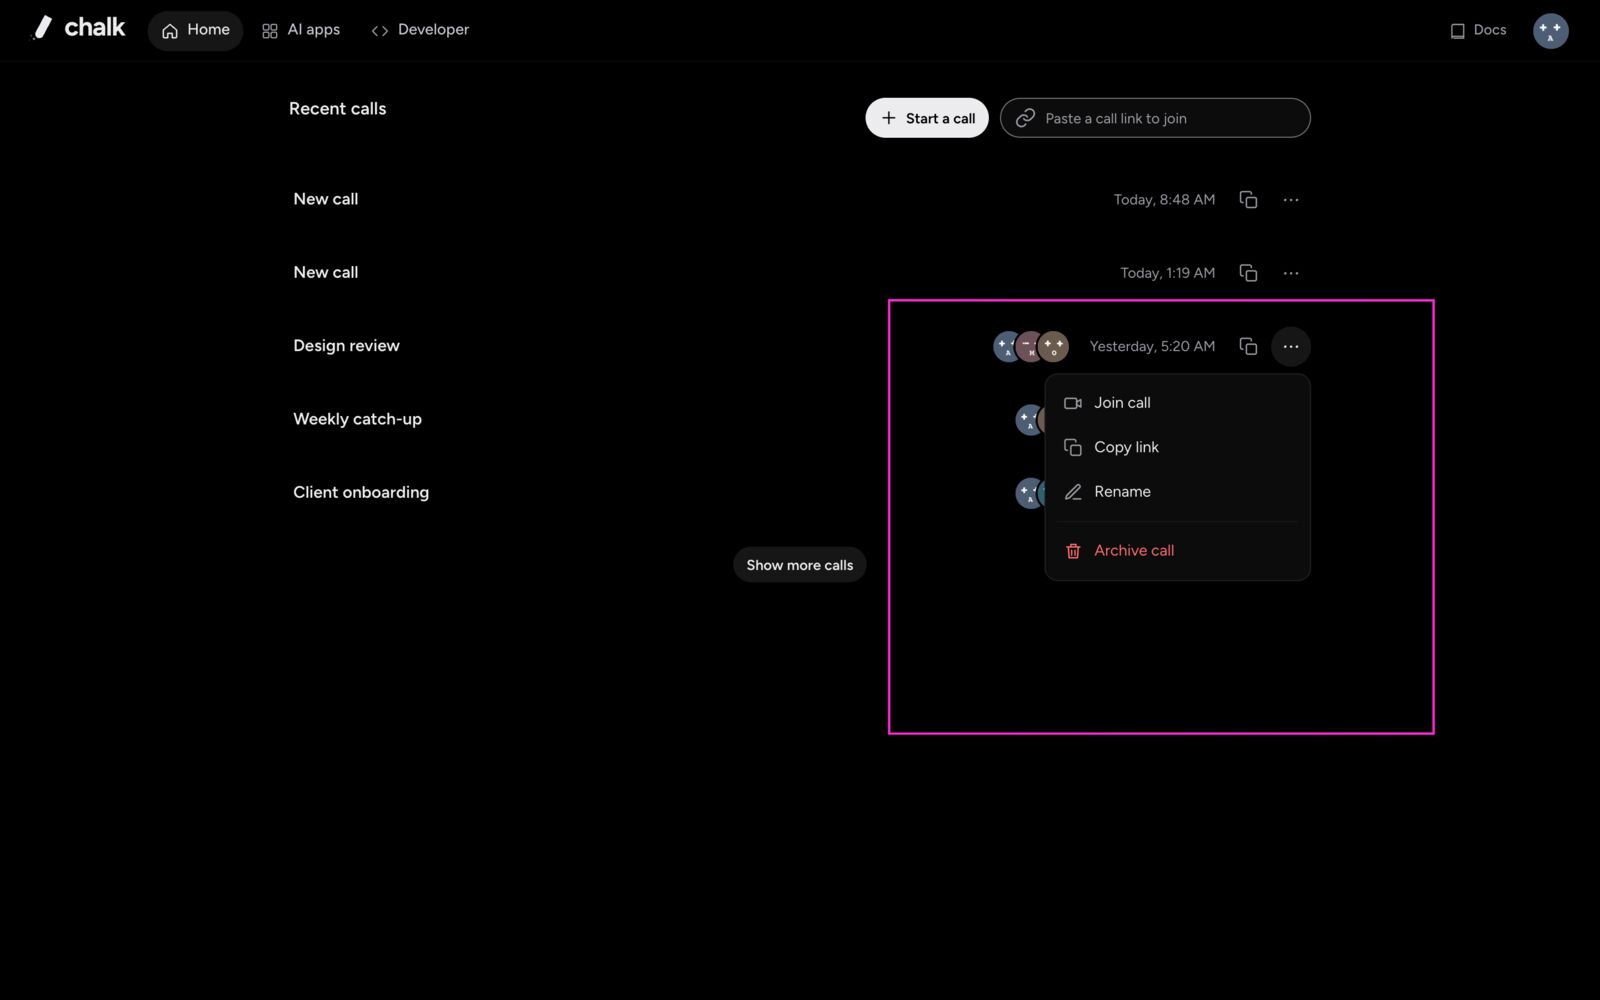 chalk
Home
AI apps
Developer
Docs
A
Recent calls
Start a call
Paste a call link to join
New call
Today, 8:48 AM
New call
Today, 1:19 AM
Design review
A
O
Yesterday, 5:20 AM
Join call
Weekly catch-up
A
Copy link
Client onboarding
A
Rename
Archive call
Show more calls